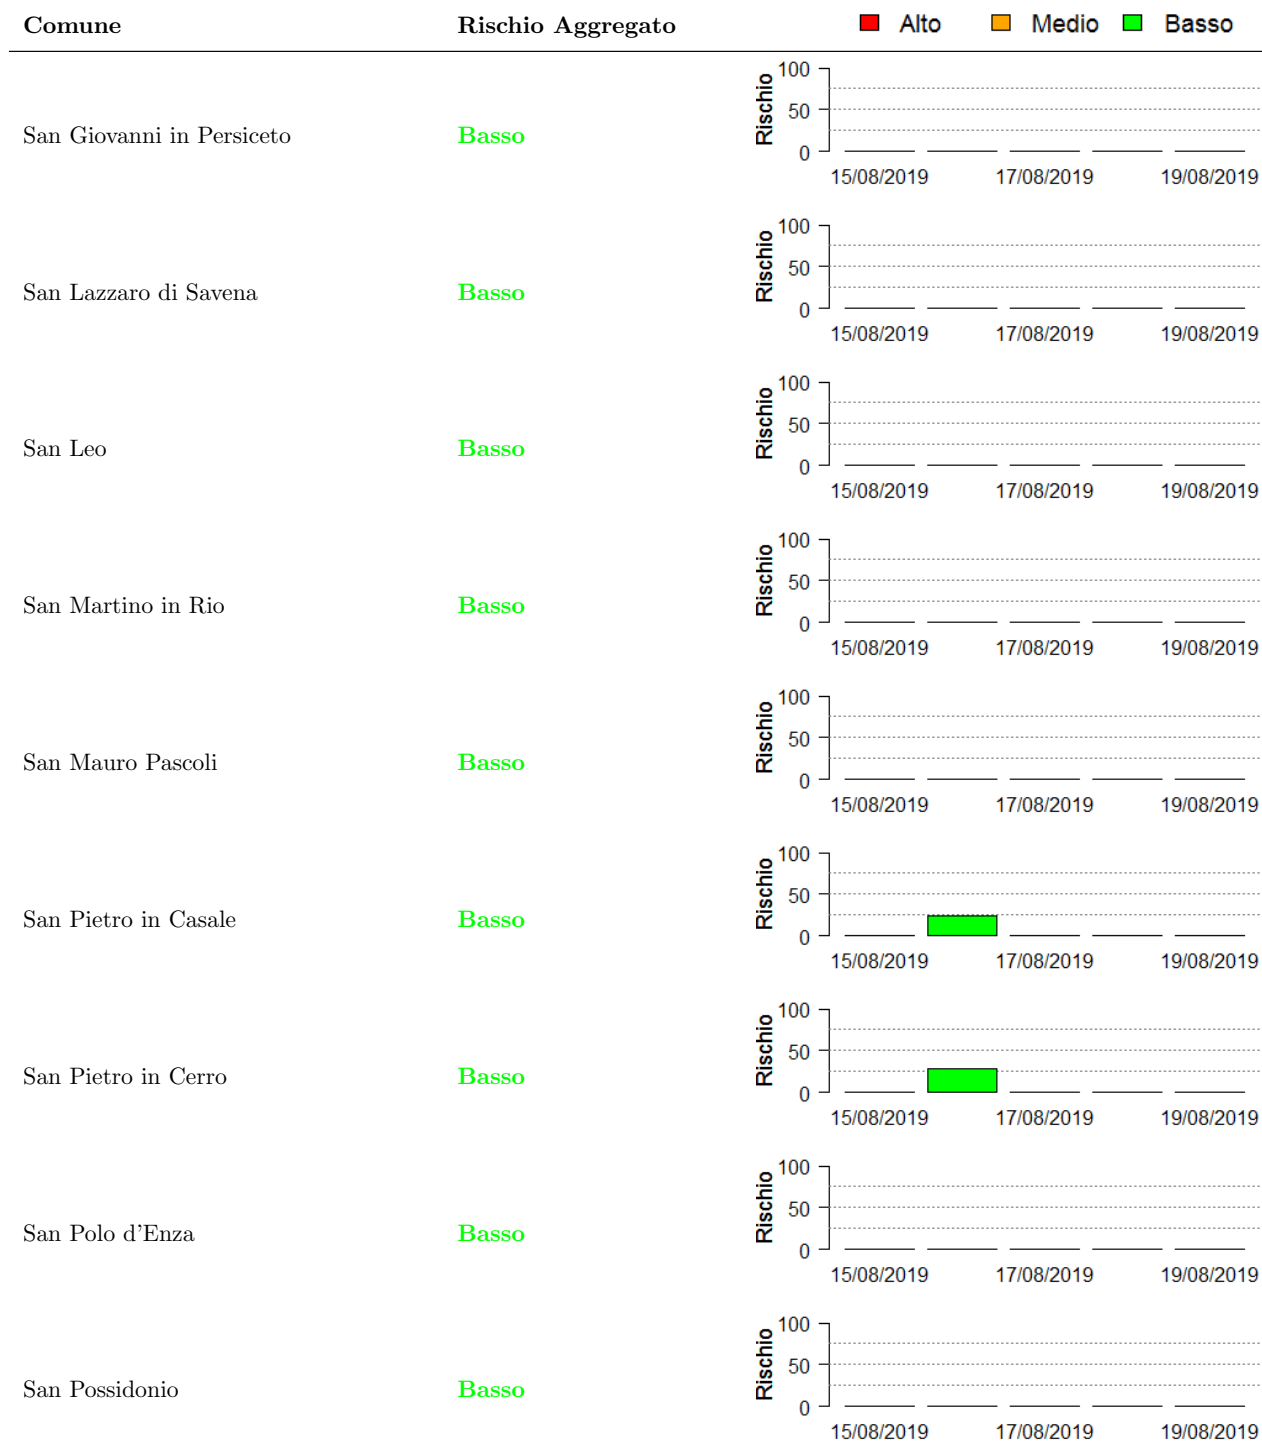 Comune Rischio Aggregato Alto Medio Basso
San Giovanni in Persiceto Basso
Rischio
100
50
0
15/08/2019 17/08/2019 19/08/2019
San Lazzaro di Savena Basso
Rischio
100
50
0
15/08/2019 17/08/2019 19/08/2019
San Leo Basso
Rischio
100
50
0
15/08/2019 17/08/2019 19/08/2019
San Martino in Rio Basso
Rischio
100
50
0
15/08/2019 17/08/2019 19/08/2019
San Mauro Pascoli Basso
Rischio
100
50
0
15/08/2019 17/08/2019 19/08/2019
San Pietro in Casale Basso
Rischio
100
50
0
15/08/2019 17/08/2019 19/08/2019
San Pietro in Cerro Basso
Rischio
100
50
0
15/08/2019 17/08/2019 19/08/2019
San Polo d'Enza Basso
Rischio
100
50
0
15/08/2019 17/08/2019 19/08/2019
San Possidonio Basso
Rischio
100
50
0
15/08/2019 17/08/2019 19/08/2019